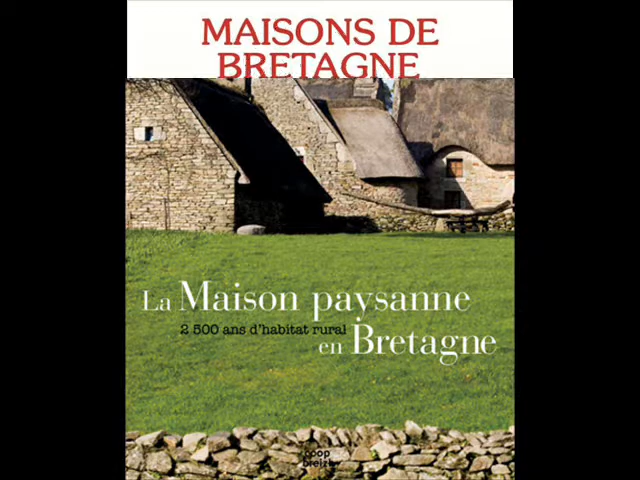 MAISONS DE
BRETAGNE
La Maison paysanne
2 500 ans d'habitat rural
en Bretagne
coop
breizh